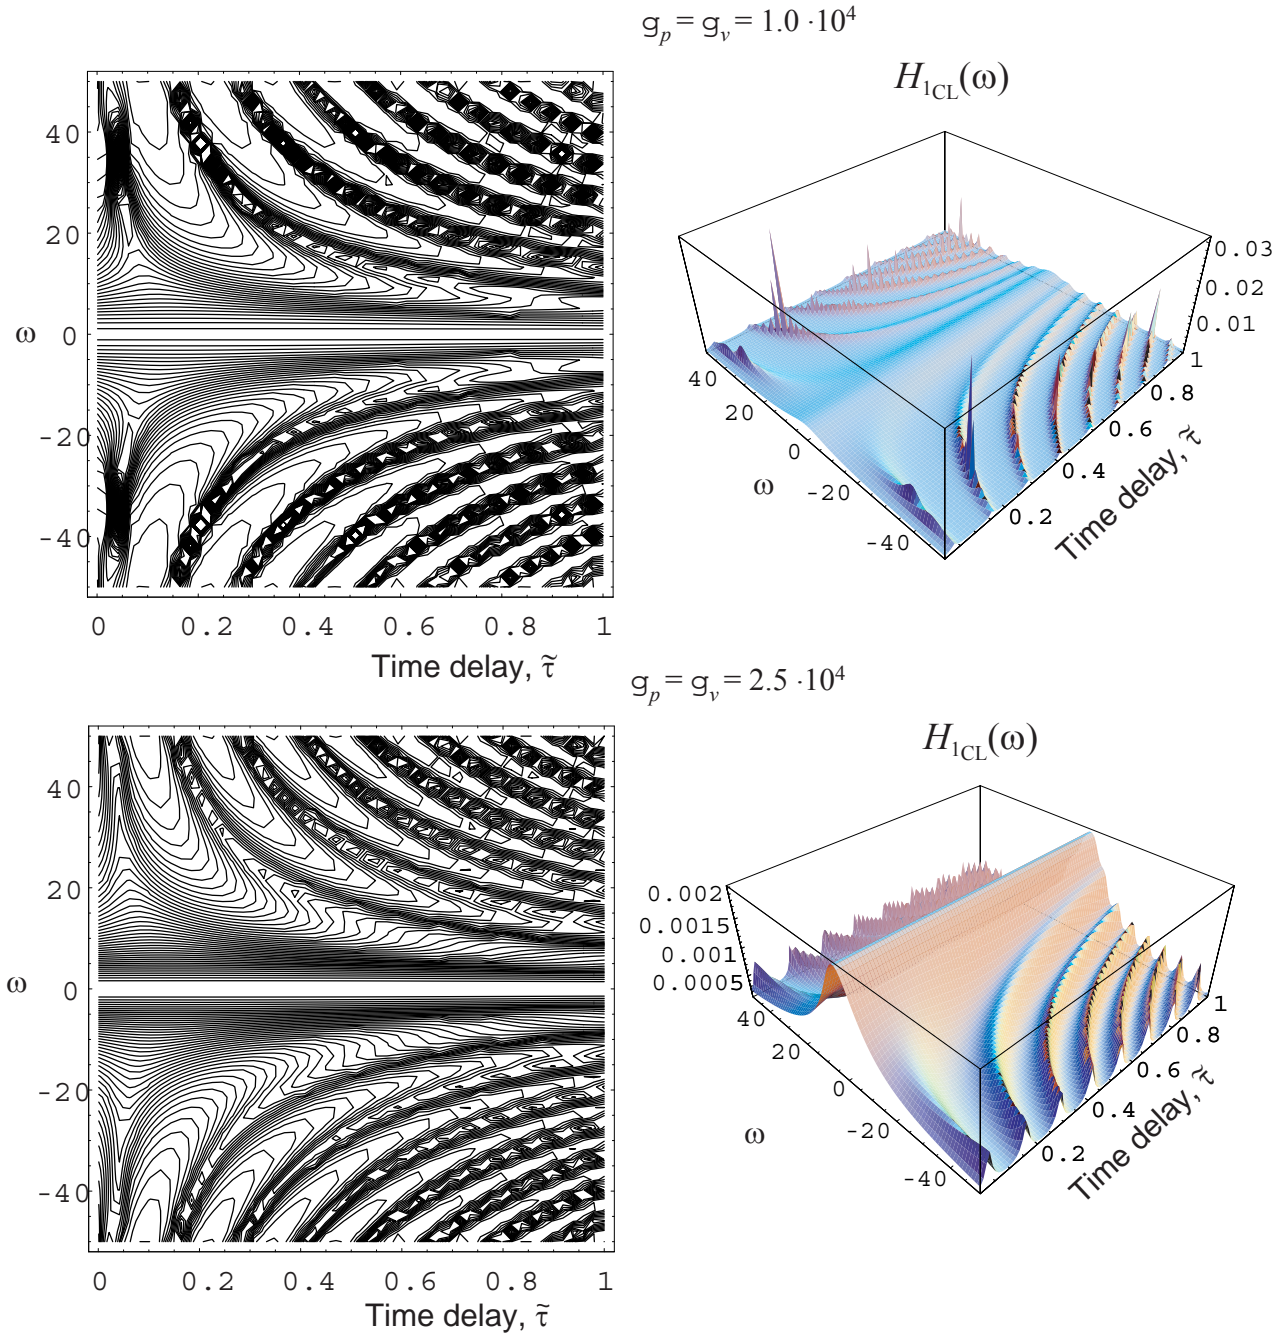 g_p = g_v = 1.0 · 10⁴
H_1CL(ω)
40
20
0
-20
-40
ω
0 0.2 0.4 0.6 0.8 1
Time delay, τ̃
0.03
0.02
0.01
40
20
0
-20
-40
ω
0.2
0.4
0.6
0.8
1
Time delay, τ̃
g_p = g_v = 2.5 · 10⁴
H_1CL(ω)
40
20
0
-20
-40
ω
0 0.2 0.4 0.6 0.8 1
Time delay, τ̃
0.002
0.0015
0.001
0.0005
40
20
0
-20
-40
ω
0.2
0.4
0.6
0.8
1
Time delay, τ̃